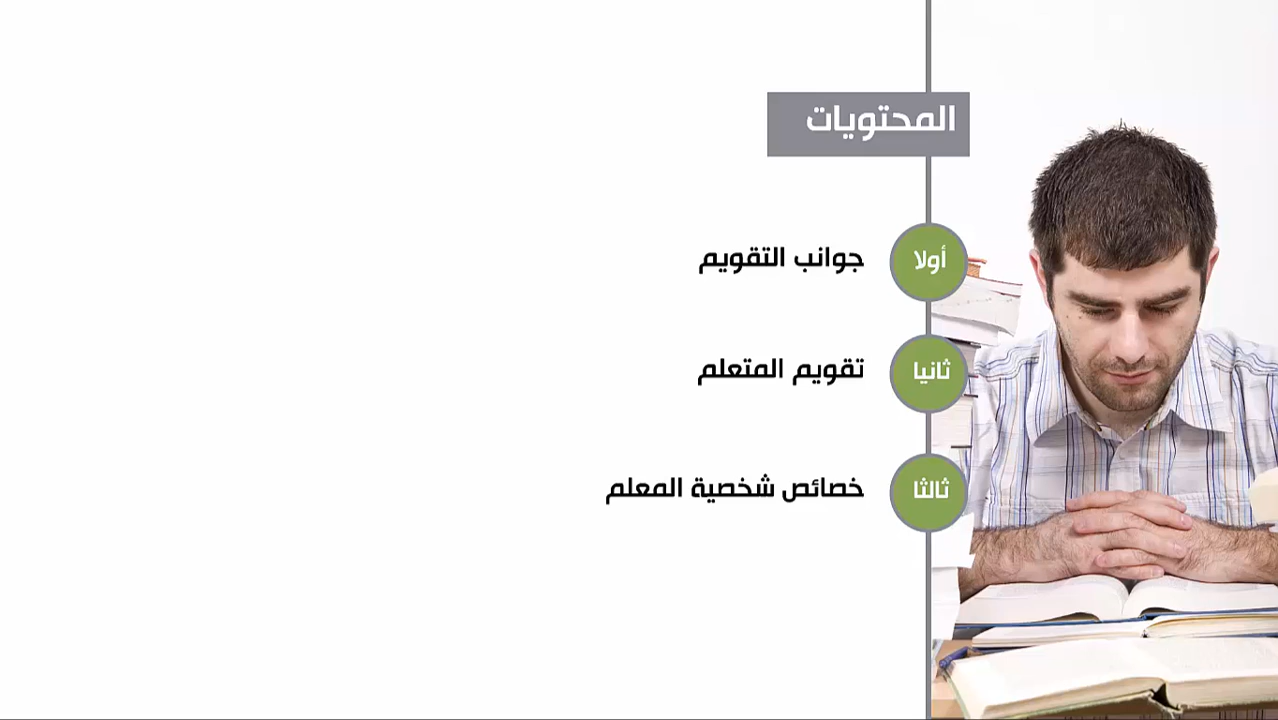 المحتويات
أولا
جوانب التقويم
ثانيا
تقويم المتعلم
ثالثا
خصائص شخصية المعلم